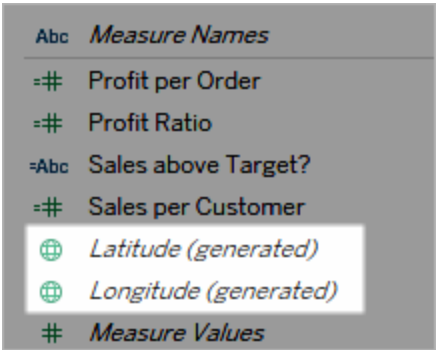 Abc Measure Names
=# Profit per Order
=# Profit Ratio
=Abc Sales above Target?
=# Sales per Customer
Latitude (generated)
Longitude (generated)
# Measure Values